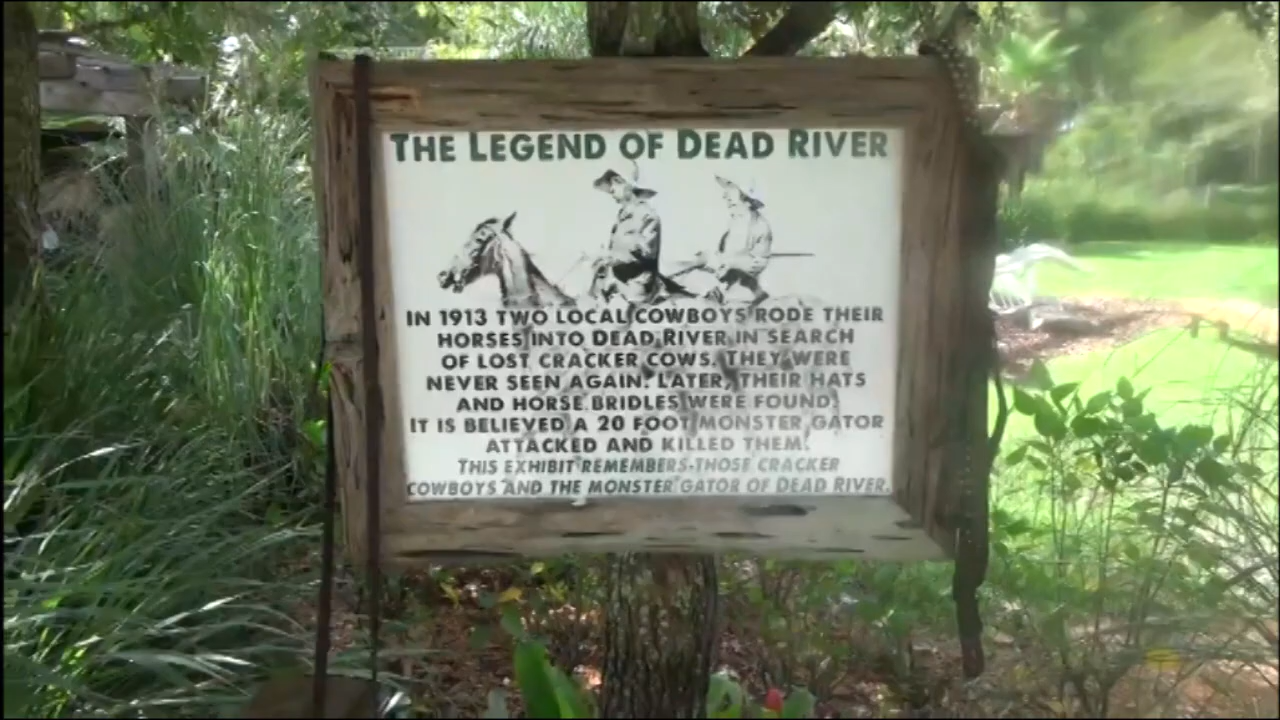 THE LEGEND OF DEAD RIVER
IN 1913 TWO LOCAL COWBOYS RODE THEIR
HORSES INTO DEAD RIVER IN SEARCH
OF LOST CRACKER COWS. THEY WERE
NEVER SEEN AGAIN. LATER, THEIR HATS
AND HORSE BRIDLES WERE FOUND.
IT IS BELIEVED A 20 FOOT MONSTER GATOR
ATTACKED AND KILLED THEM.
THIS EXHIBIT REMEMBERS THOSE CRACKER
COWBOYS AND THE MONSTER GATOR OF DEAD RIVER.